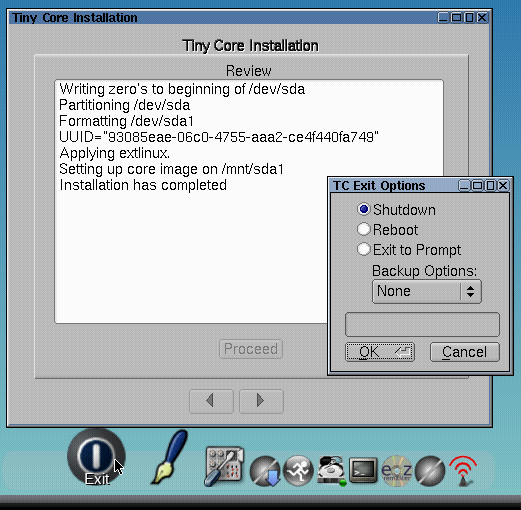 Tiny Core Installation
Tiny Core Installation
Review
Writing zero's to beginning of /dev/sda
Partitioning /dev/sda
Formatting /dev/sda1
UUID="93085eae-06c0-4755-aaa2-ce4f440fa749"
Applying extlinux.
Setting up core image on /mnt/sda1
Installation has completed
Proceed
TC Exit Options
Shutdown
Reboot
Exit to Prompt
Backup Options:
None
OK
Cancel
Exit